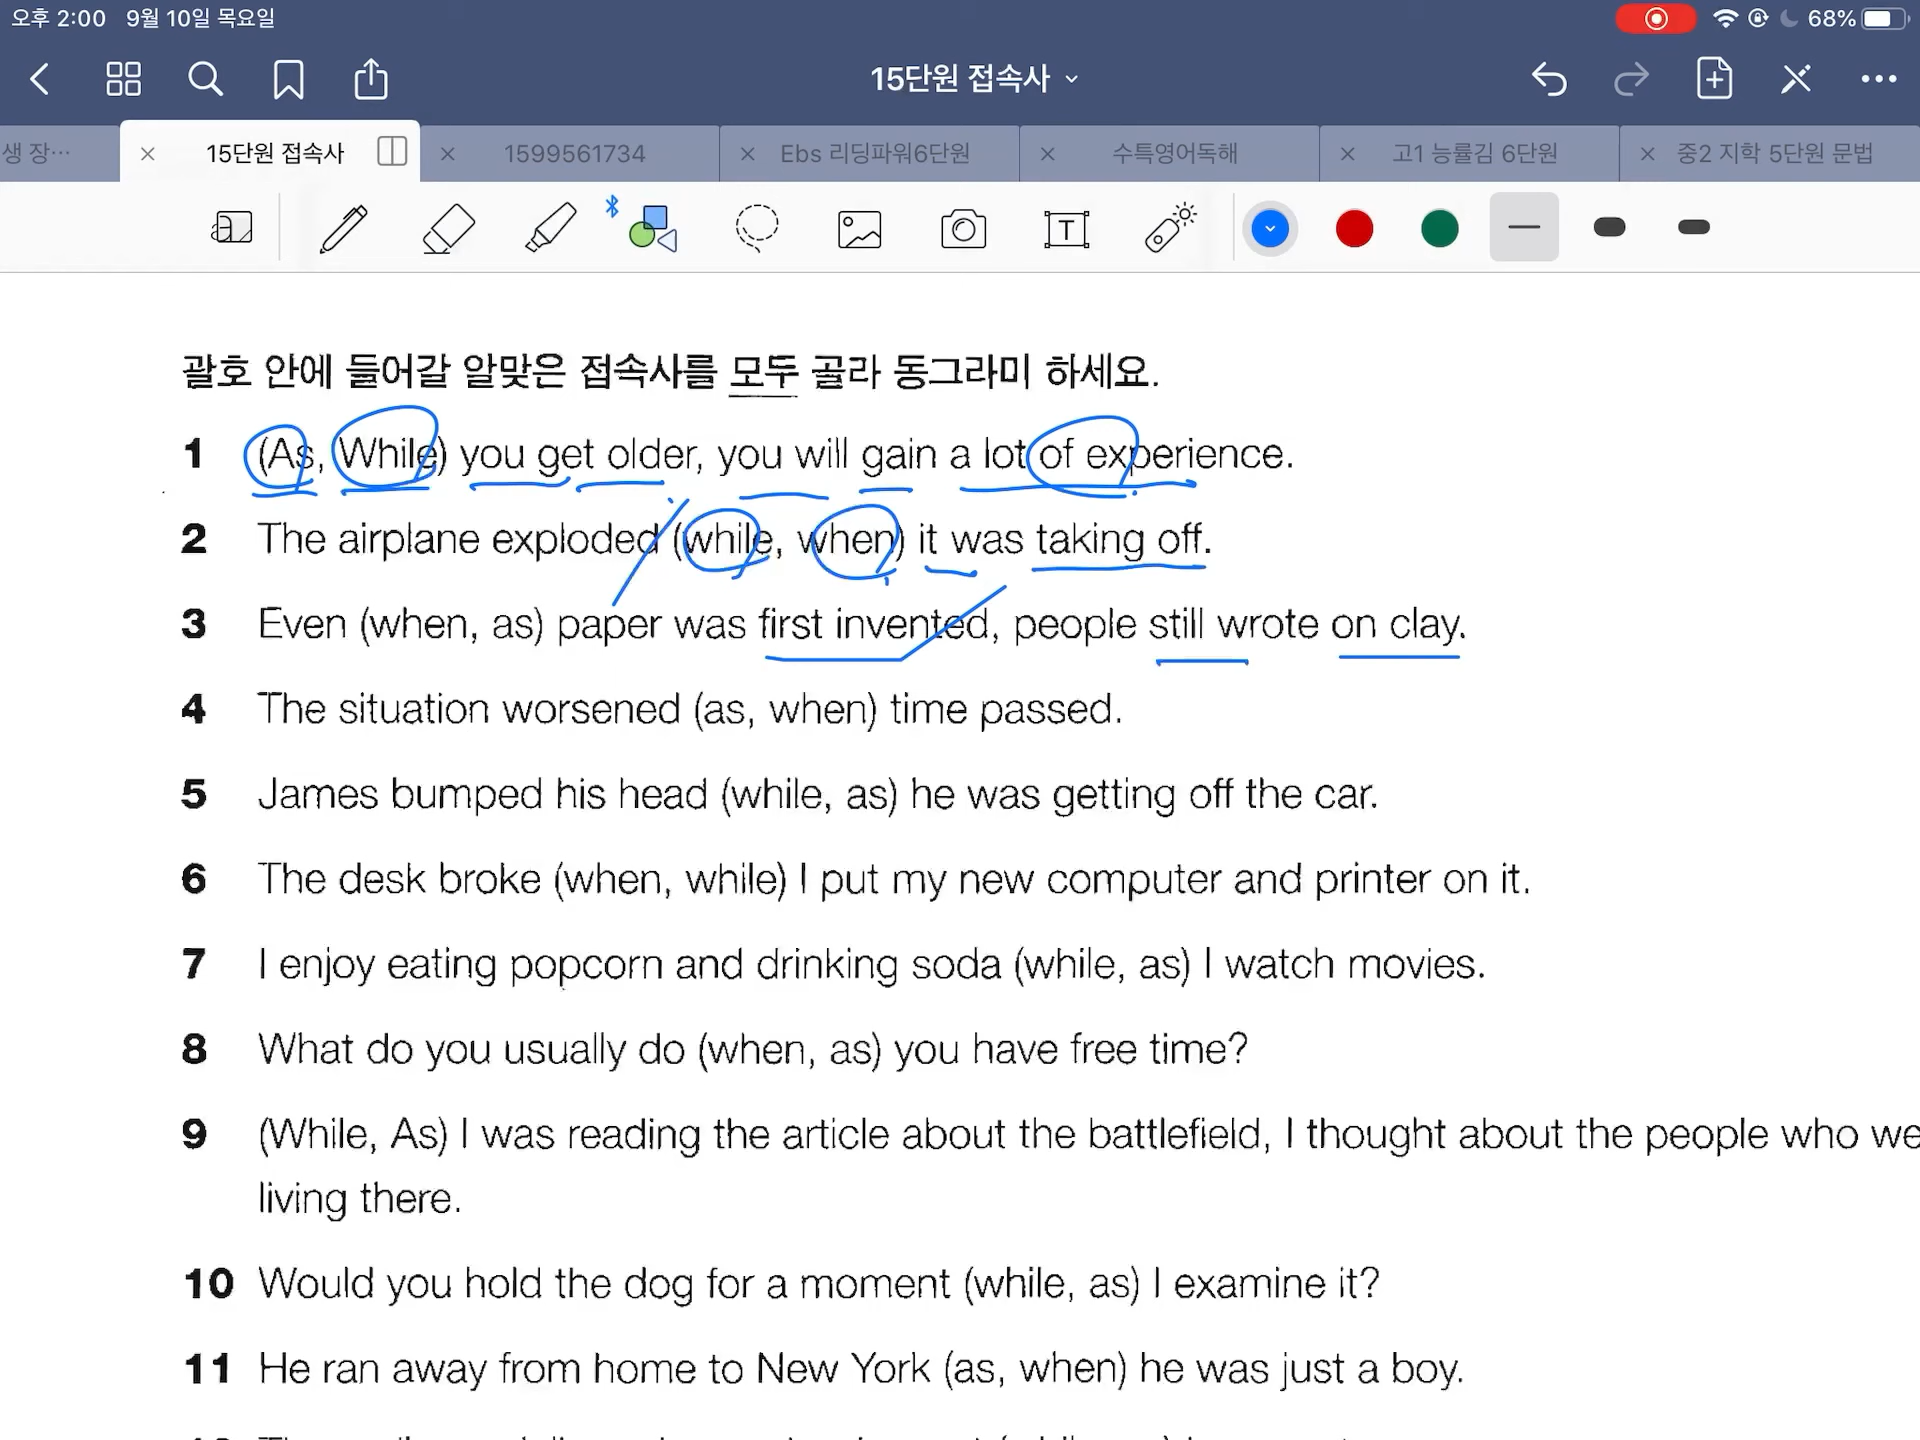 오후 2:00 9월 10일 목요일 68%
15단원 접속사
생 장… 15단원 접속사 1599561734 Ebs 리딩파워6단원 수특영어독해 고1 능률김 6단원 중2 지학 5단원 문법
괄호 안에 들어갈 알맞은 접속사를 모두 골라 동그라미 하세요.
1 (As, While) you get older, you will gain a lot of experience.
2 The airplane exploded (while, when) it was taking off.
3 Even (when, as) paper was first invented, people still wrote on clay.
4 The situation worsened (as, when) time passed.
5 James bumped his head (while, as) he was getting off the car.
6 The desk broke (when, while) I put my new computer and printer on it.
7 I enjoy eating popcorn and drinking soda (while, as) I watch movies.
8 What do you usually do (when, as) you have free time?
9 (While, As) I was reading the article about the battlefield, I thought about the people who we
living there.
10 Would you hold the dog for a moment (while, as) I examine it?
11 He ran away from home to New York (as, when) he was just a boy.